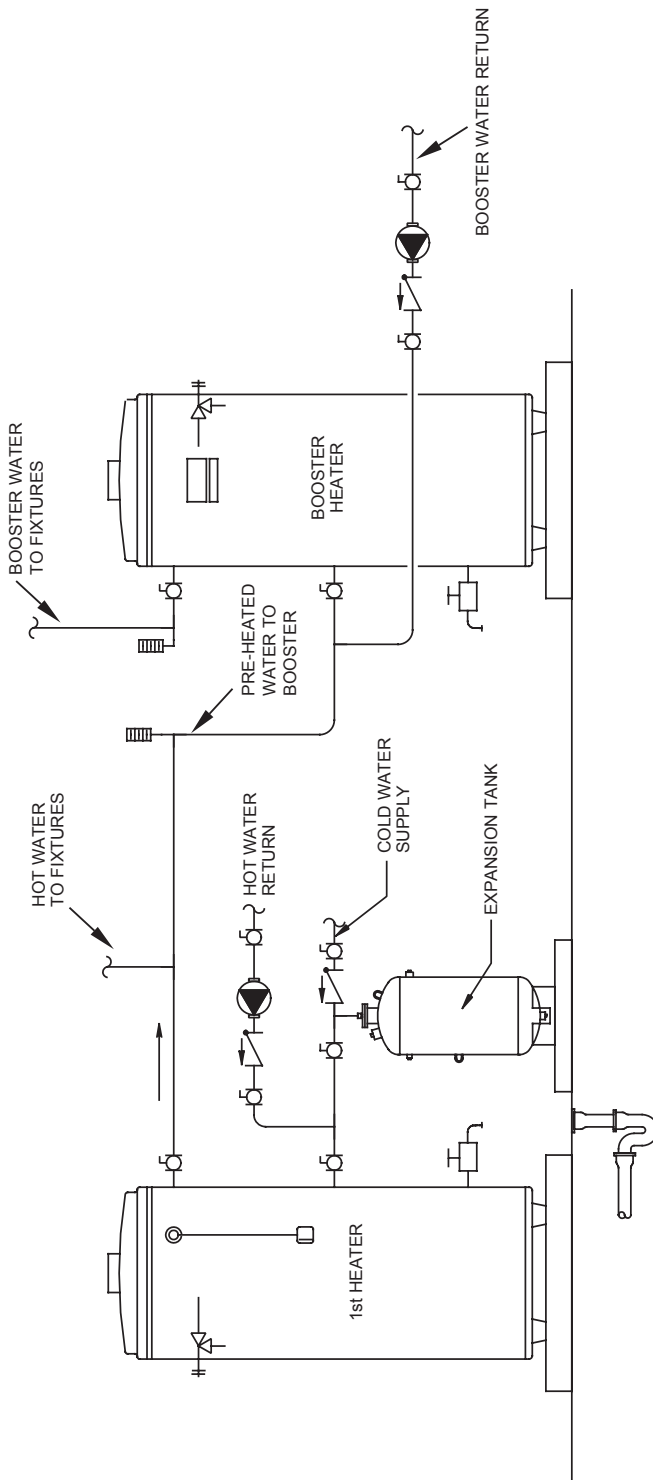 HOT WATER
TO FIXTURES
BOOSTER WATER
TO FIXTURES
HOT WATER
RETURN
PRE-HEATED
WATER TO
BOOSTER
1st HEATER
COLD WATER
SUPPLY
BOOSTER
HEATER
EXPANSION TANK
BOOSTER WATER RETURN